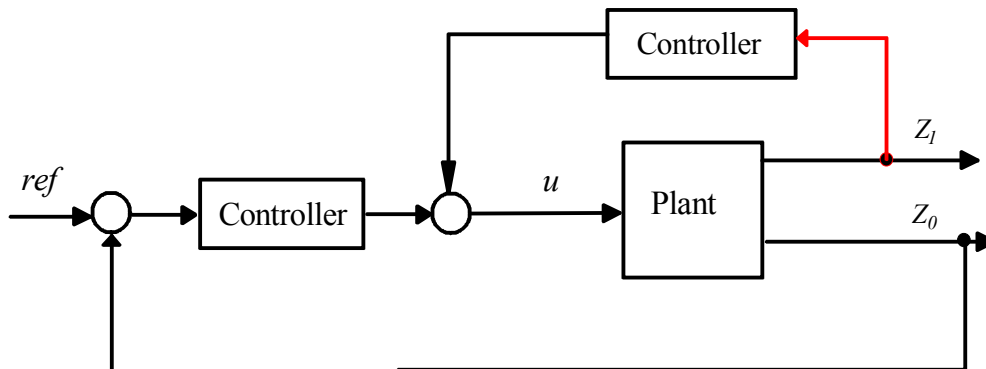 Controller
Z1
ref
Controller
u
Plant
Z0